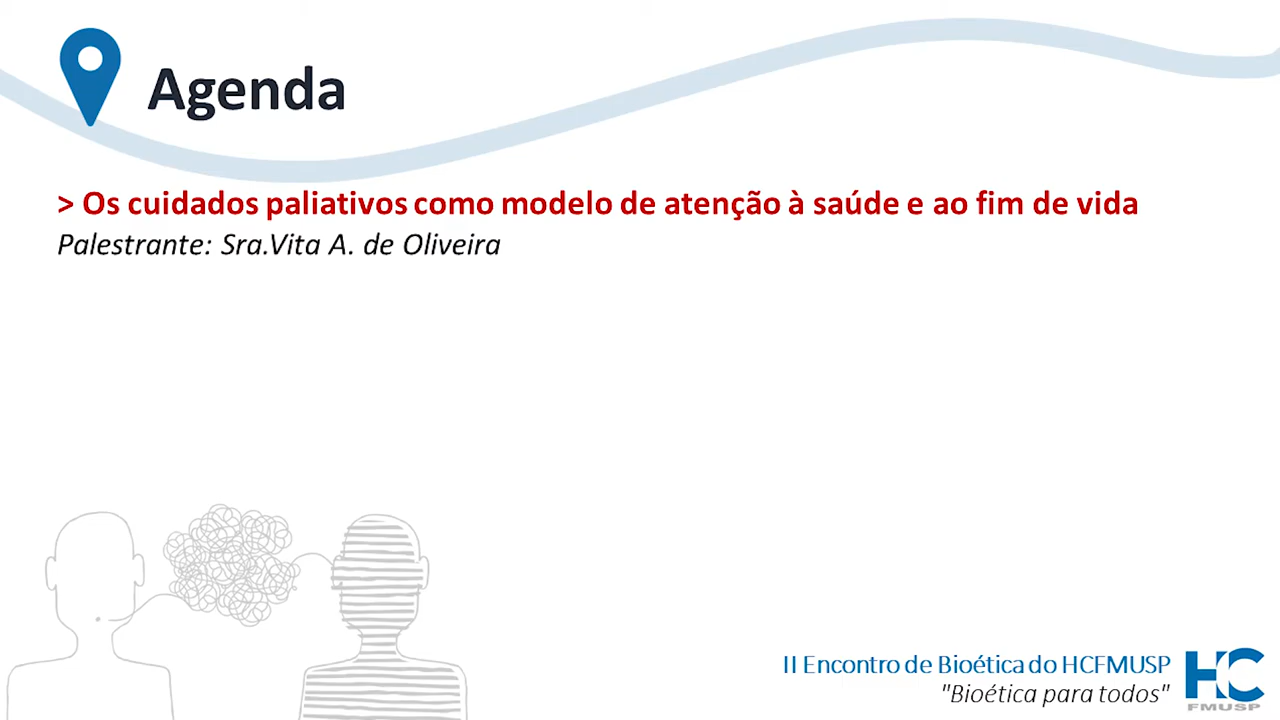 Agenda
> Os cuidados paliativos como modelo de atenção à saúde e ao fim de vida
Palestrante: Sra.Vita A. de Oliveira
II Encontro de Bioética do HCFMUSP
"Bioética para todos"
HC
FMUSP